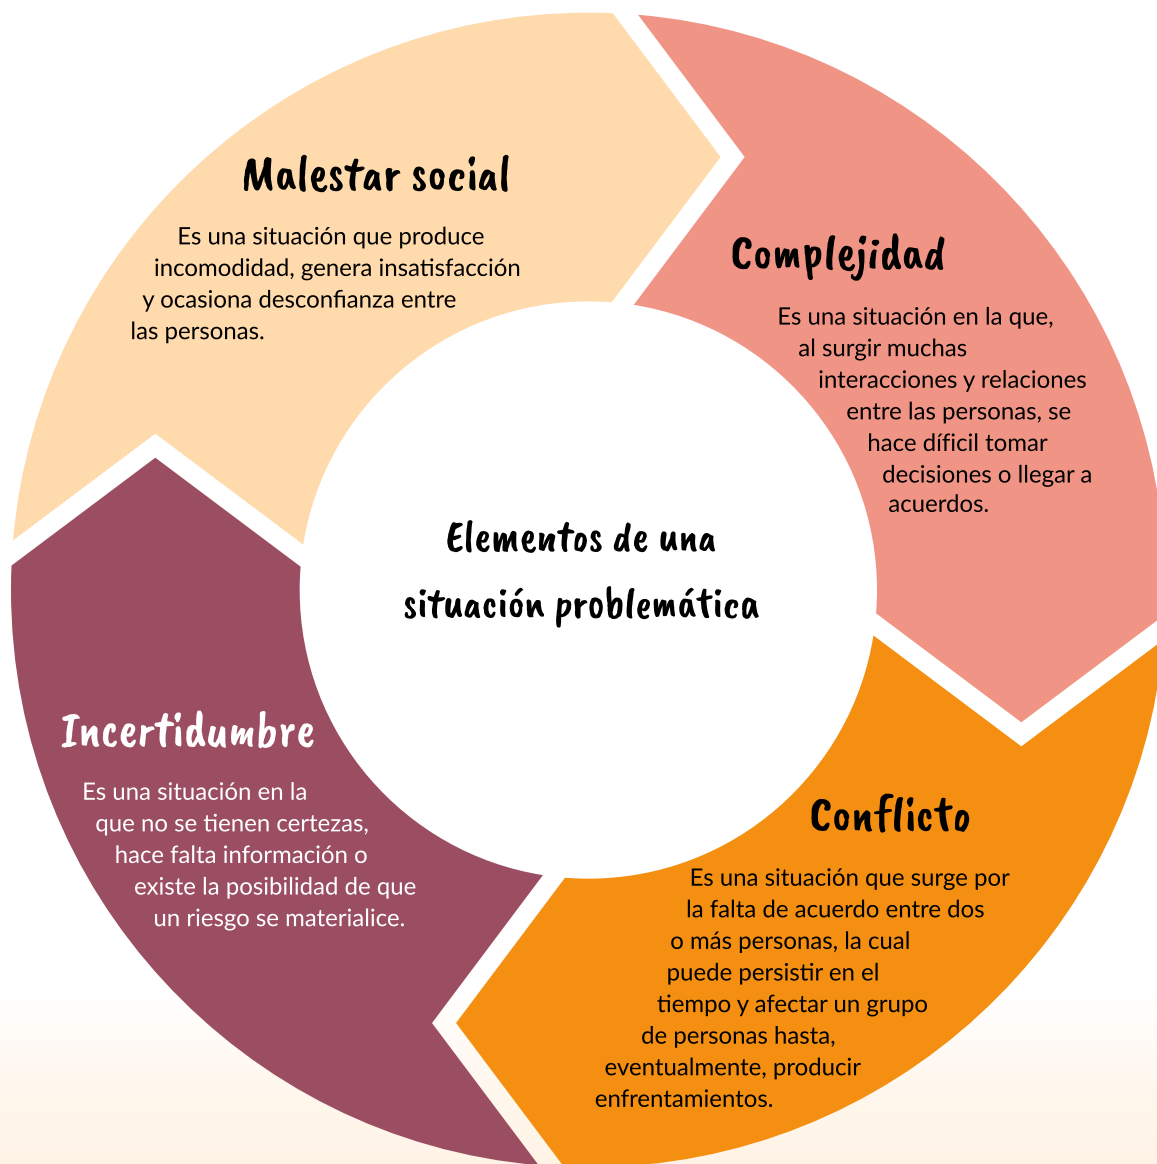 Malestar social
Es una situación que produce
incomodidad, genera insatisfacción
y ocasiona desconfianza entre
las personas.
Complejidad
Es una situación en la que,
al surgir muchas
interacciones y relaciones
entre las personas, se
hace díficil tomar
decisiones o llegar a
acuerdos.
Elementos de una
situación problemática
Incertidumbre
Es una situación en la
que no se tienen certezas,
hace falta información o
existe la posibilidad de que
un riesgo se materialice.
Conflicto
Es una situación que surge por
la falta de acuerdo entre dos
o más personas, la cual
puede persistir en el
tiempo y afectar un grupo
de personas hasta,
eventualmente, producir
enfrentamientos.